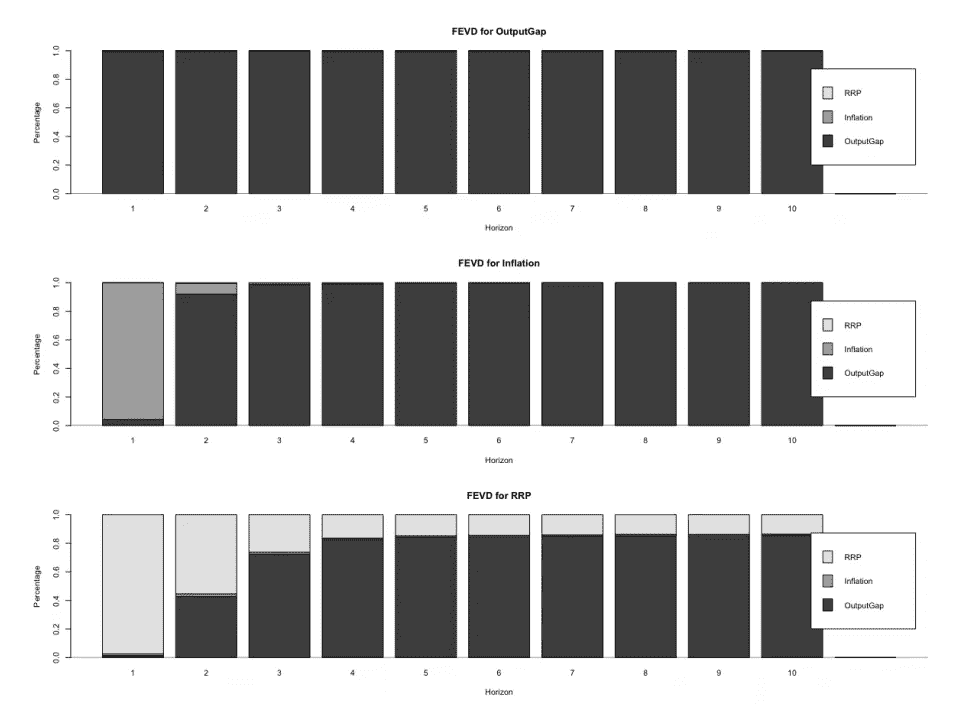 FEVD for OutputGap
Percentage
0.0 0.2 0.4 0.6 0.8 1.0
1 2 3 4 5 6 7 8 9 10
Horizon
RRP
Inflation
OutputGap
FEVD for Inflation
Percentage
0.0 0.2 0.4 0.6 0.8 1.0
1 2 3 4 5 6 7 8 9 10
Horizon
RRP
Inflation
OutputGap
FEVD for RRP
Percentage
0.0 0.2 0.4 0.6 0.8 1.0
1 2 3 4 5 6 7 8 9 10
Horizon
RRP
Inflation
OutputGap